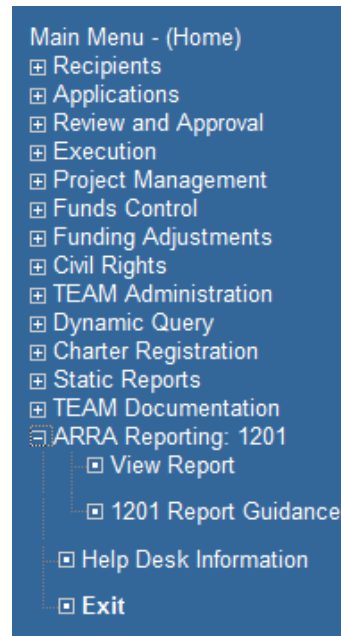 Main Menu - (Home)
Recipients
Applications
Review and Approval
Execution
Project Management
Funds Control
Funding Adjustments
Civil Rights
TEAM Administration
Dynamic Query
Charter Registration
Static Reports
TEAM Documentation
ARRA Reporting: 1201
View Report
1201 Report Guidance
Help Desk Information
Exit